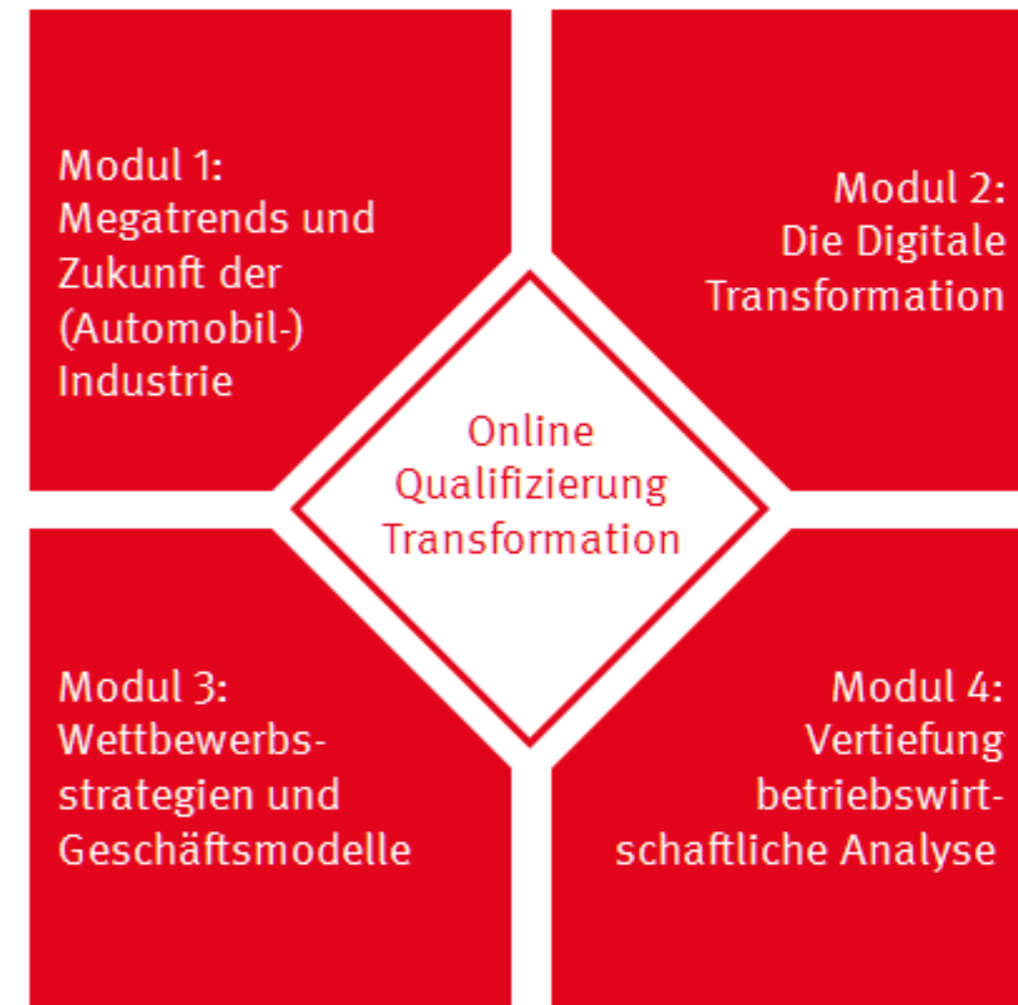 Modul 1:
Megatrends und
Zukunft der
(Automobil-)
Industrie
Modul 2:
Die Digitale
Transformation
Online
Qualifizierung
Transformation
Modul 3:
Wettbewerbs-
strategien und
Geschäftsmodelle
Modul 4:
Vertiefung
betriebswirt-
schaftliche Analyse